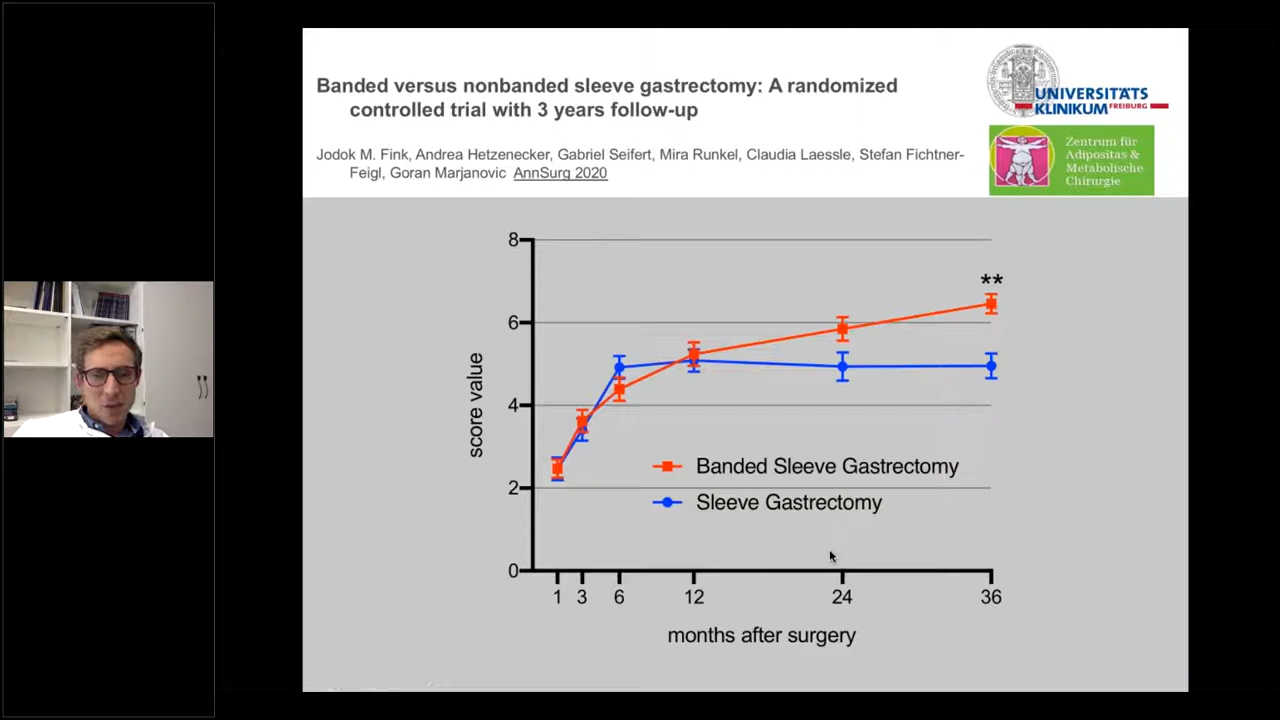 Banded versus nonbanded sleeve gastrectomy: A randomized
controlled trial with 3 years follow-up
Jodok M. Fink, Andrea Hetzenecker, Gabriel Seifert, Mira Runkel, Claudia Laessle, Stefan Fichtner-
Feigl, Goran Marjanovic AnnSurg 2020
UNIVERSITÄTS
KLINIKUM FREIBURG
Zentrum für
Adipositas &
Metabolische
Chirurgie
8
6
4
2
0
score value
**
Banded Sleeve Gastrectomy
Sleeve Gastrectomy
1 3 6 12 24 36
months after surgery